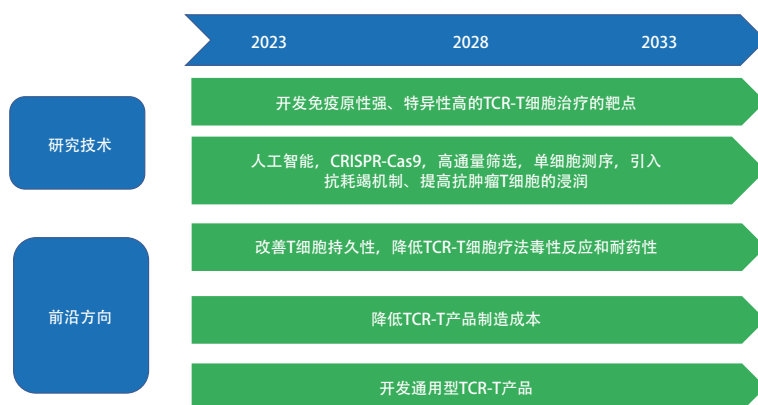 2023 2028 2033
开发免疫原性强、特异性高的TCR-T细胞治疗的靶点
研究技术
人工智能，CRISPR-Cas9，高通量筛选，单细胞测序，引入
抗耗竭机制、提高抗肿瘤T细胞的浸润
改善T细胞持久性，降低TCR-T细胞疗法毒性反应和耐药性
前沿方向
降低TCR-T产品制造成本
开发通用型TCR-T产品